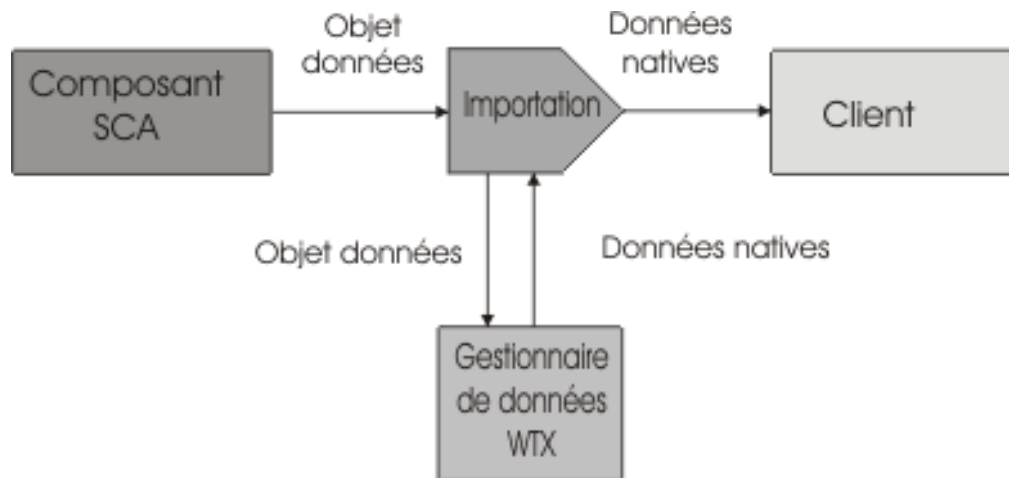 Composant
SCA
Objet
données
Importation
Données
natives
Client
Objet données
Données natives
Gestionnaire
de données
WTX